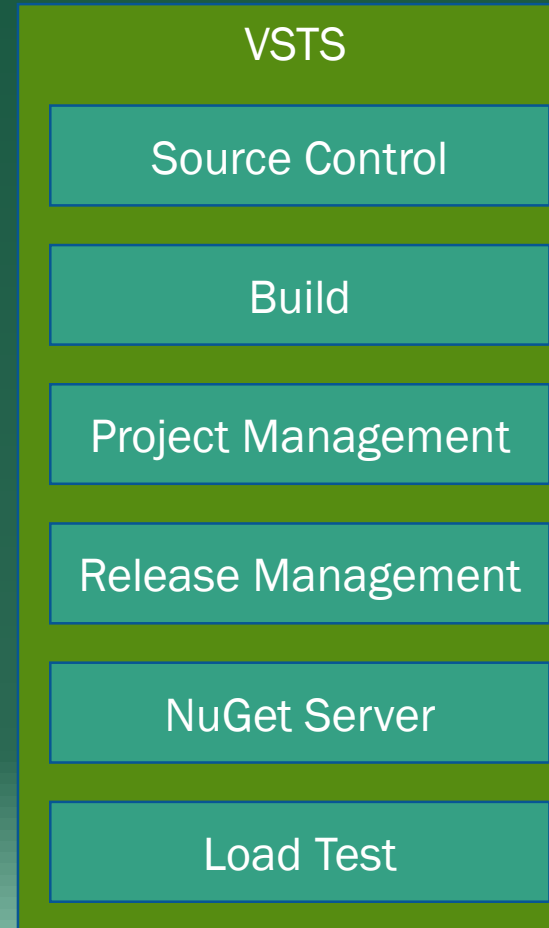 VSTS
Source Control
Build
Project Management
Release Management
NuGet Server
Load Test